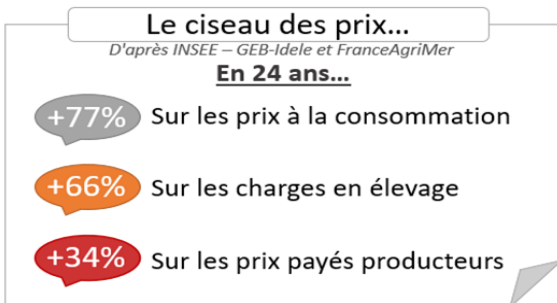 Le ciseau des prix...
D'après INSEE – GEB-Idele et FranceAgriMer
En 24 ans...
+77% Sur les prix à la consommation
+66% Sur les charges en élevage
+34% Sur les prix payés producteurs